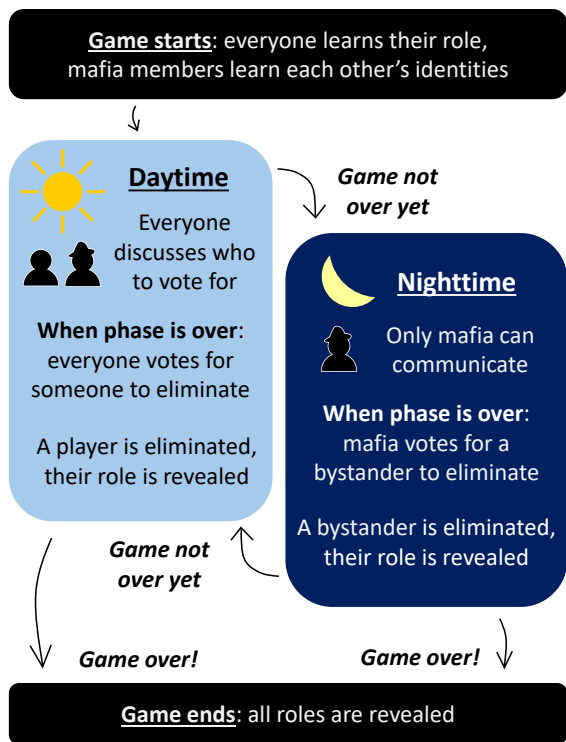 Game starts: everyone learns their role,
mafia members learn each other’s identities
Daytime
Everyone
discusses who
to vote for
When phase is over:
everyone votes for
someone to eliminate
A player is eliminated,
their role is revealed
Game not
over yet
Nighttime
Only mafia can
communicate
When phase is over:
mafia votes for a
bystander to eliminate
A bystander is eliminated,
their role is revealed
Game not
over yet
Game over!
Game over!
Game ends: all roles are revealed